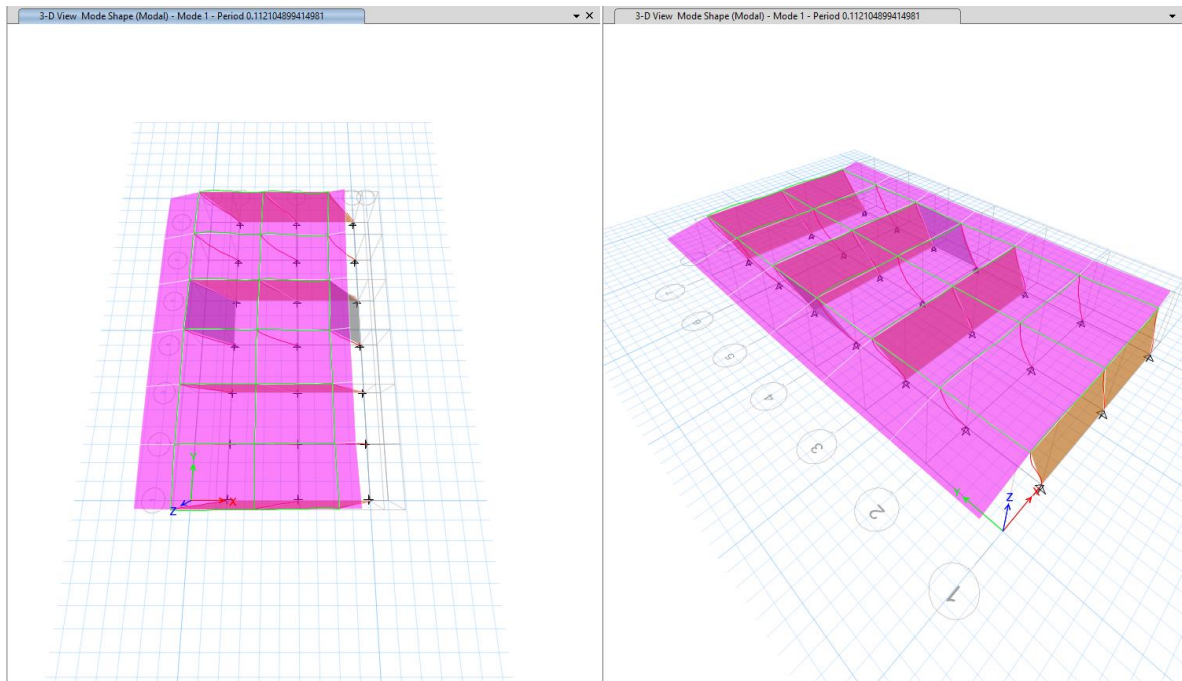 3-D View Mode Shape (Modal) - Mode 1 - Period 0.112104899414981
3-D View Mode Shape (Modal) - Mode 1 - Period 0.112104899414981
Y
X
Z
7
6
5
4
3
2
1
Y
Z
X